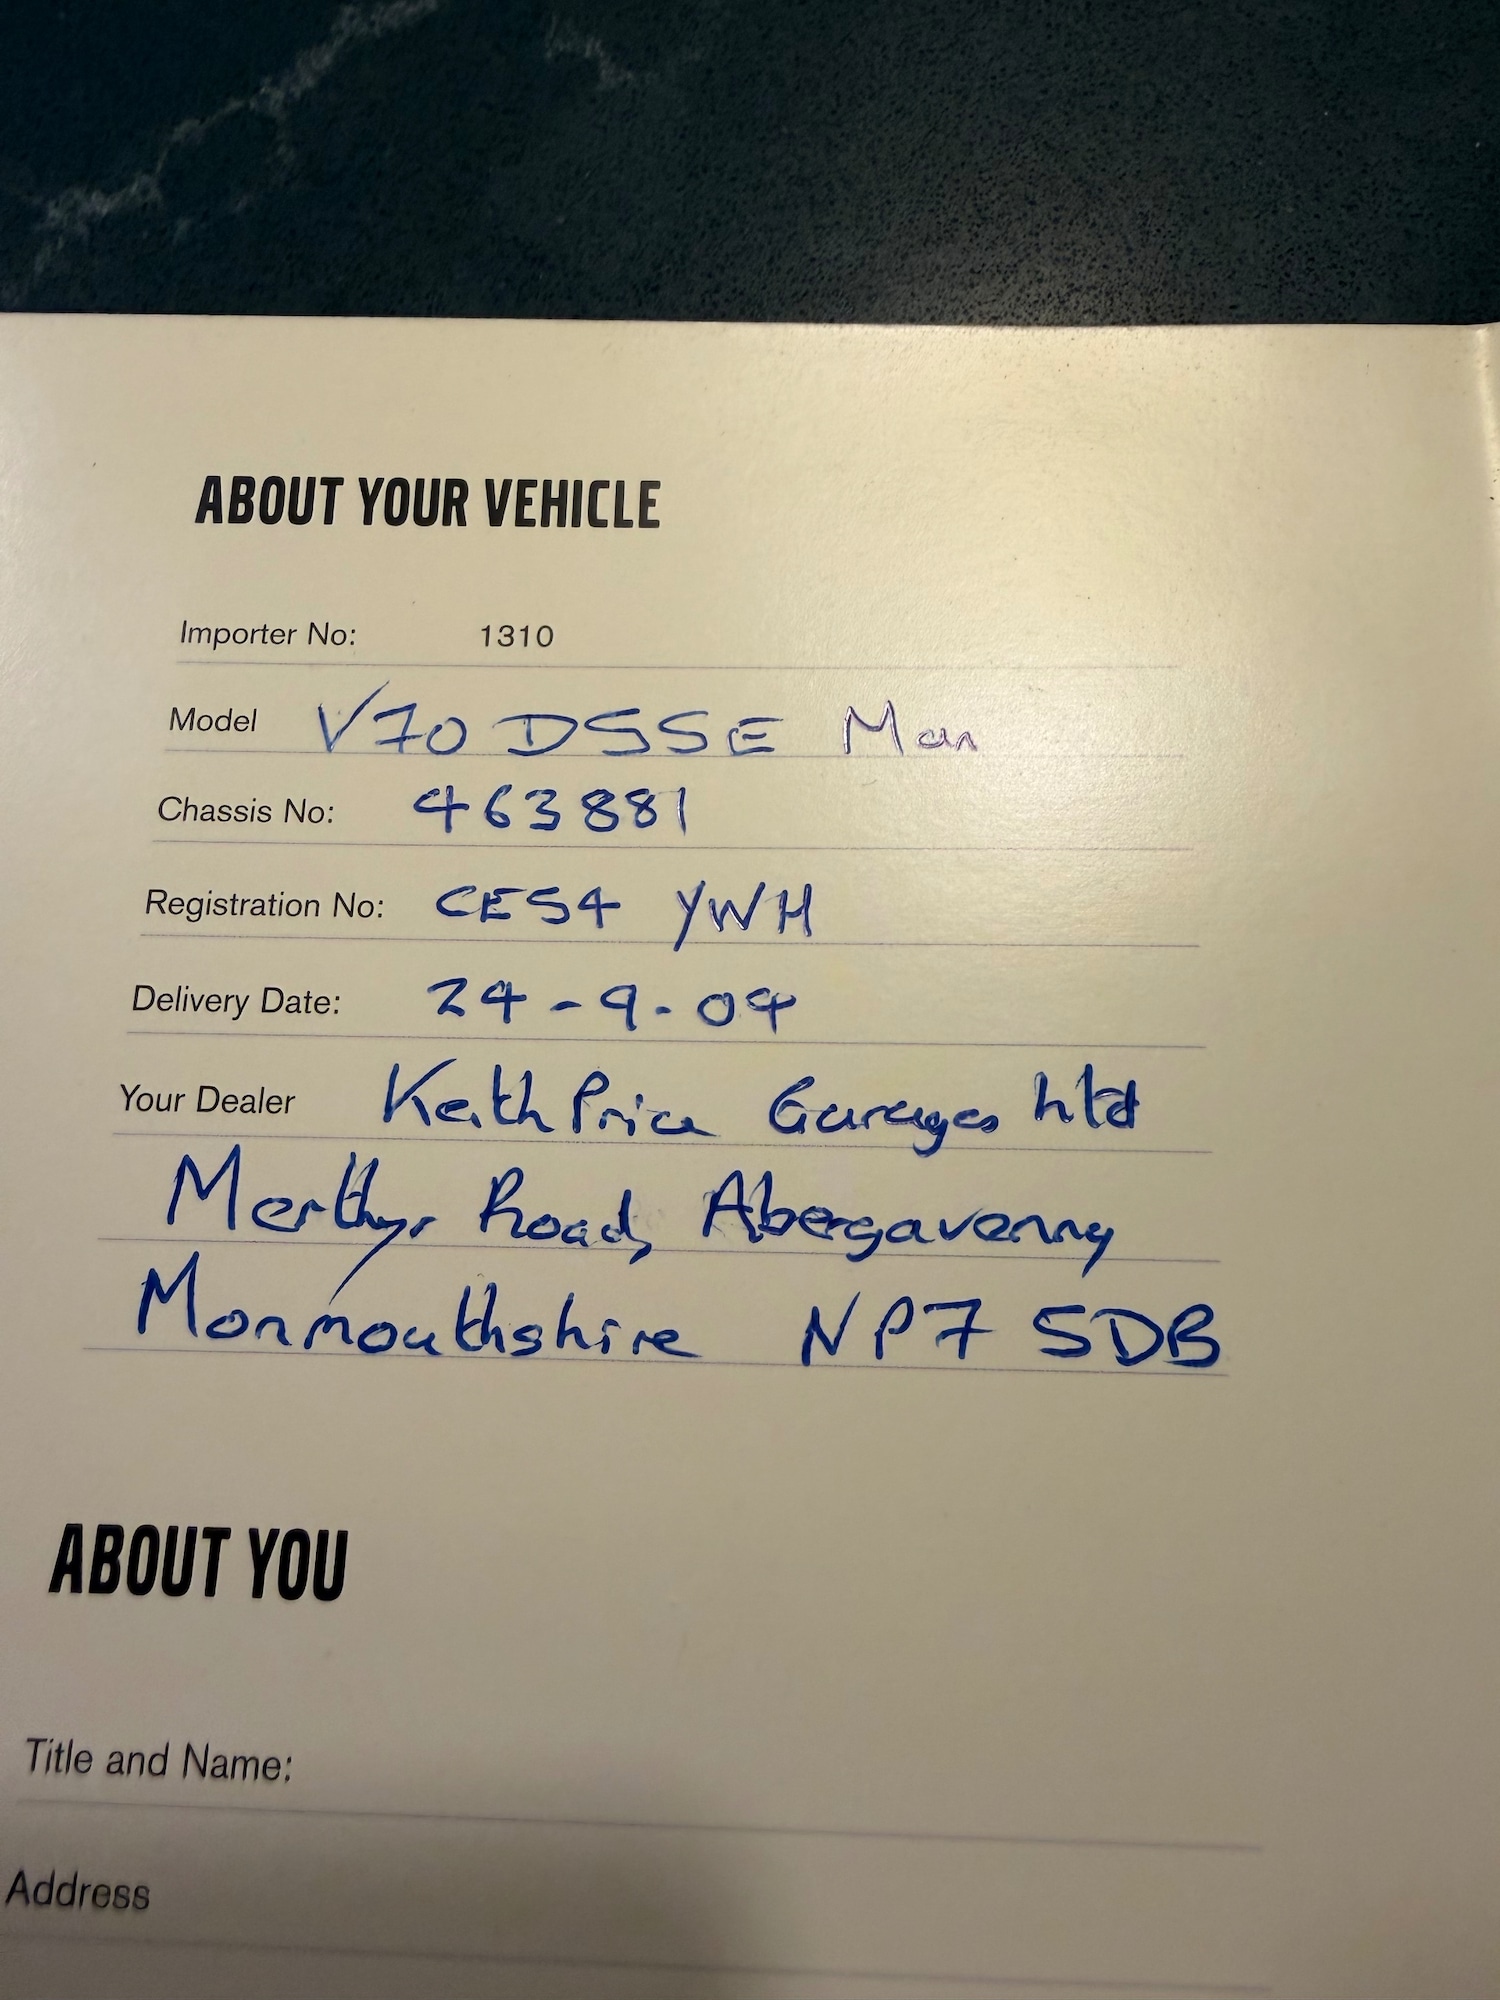 ABOUT YOUR VEHICLE
Importer No: 1310
Model V70 D5SE Man
Chassis No: 463881
Registration No: CE54 YWH
Delivery Date: 24-9-04
Your Dealer Keith Price Garages Ltd
Merthyr Road, Abergavenny
Monmouthshire NP7 5DB
ABOUT YOU
Title and Name:
Address